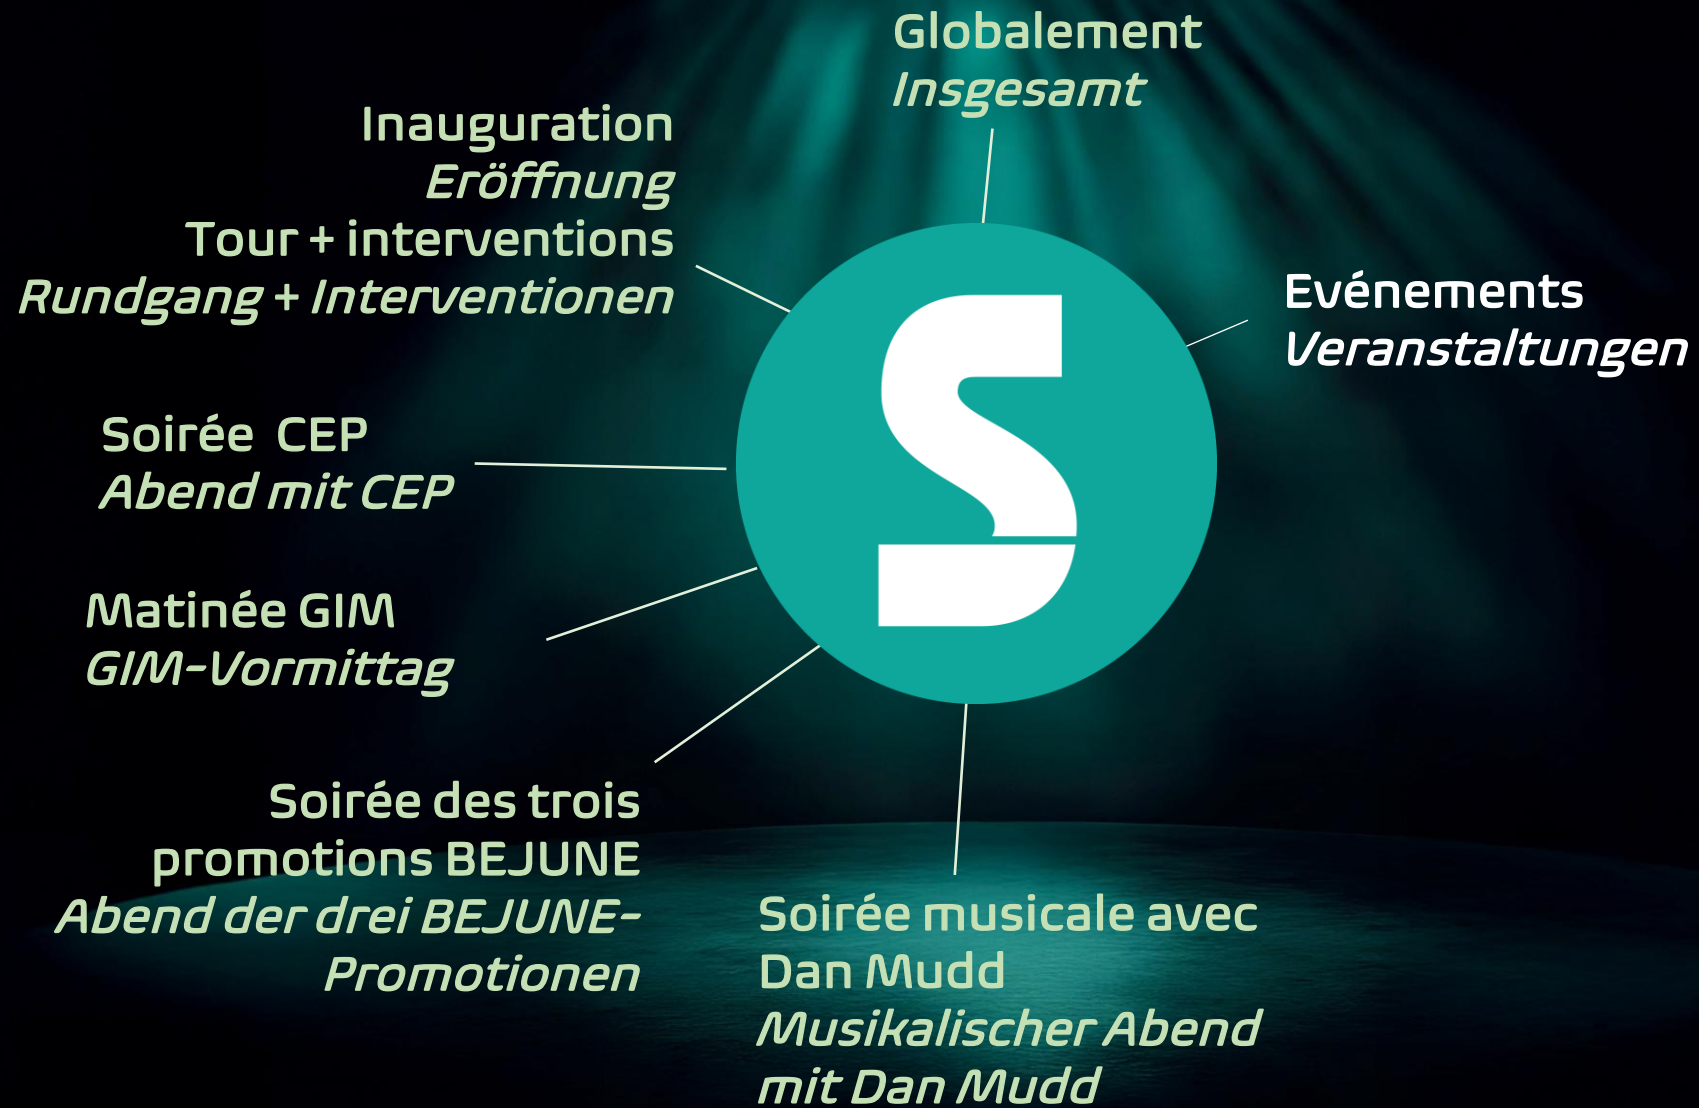 Globalement
Insgesamt
Inauguration
Eröffnung
Tour + interventions
Rundgang + Interventionen
Evénements
Veranstaltungen
S
Soirée CEP
Abend mit CEP
Matinée GIM
GIM-Vormittag
Soirée des trois
promotions BEJUNE
Abend der drei BEJUNE-
Promotionen
Soirée musicale avec
Dan Mudd
Musikalischer Abend
mit Dan Mudd